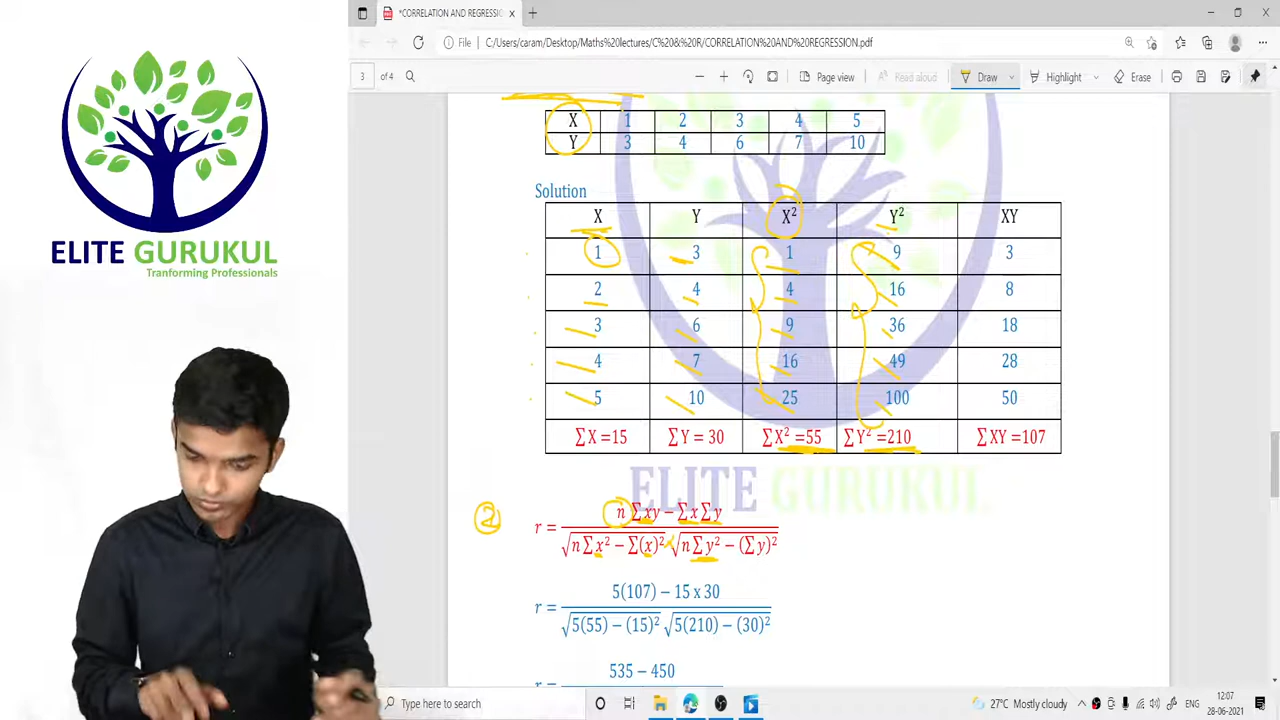 *CORRELATION AND REGRESSI
File C:/Users/caram/Desktop/Maths%20lectures/C%20&%20R/CORRELATION%20AND%20REGRESSION.pdf
3 of 4 Page view Read aloud Draw Highlight Erase
X 1 2 3 4 5
Y 3 4 6 7 10
Solution
X Y X² Y² XY
1 3 1 9 3
2 4 4 16 8
3 6 9 36 18
4 7 16 49 28
5 10 25 100 50
∑X =15 ∑Y = 30 ∑X² =55 ∑Y² =210 ∑XY =107
ELITE GURUKUL
Tranforming Professionals
ELITE GURUKUL
2
r = n∑xy − ∑x∑y / √n∑x² − ∑(x)² √n∑y² − (∑y)²
r = 5(107) − 15 x 30 / √5(55) − (15)² √5(210) − (30)²
r = 535 − 450
Type here to search
27°C Mostly cloudy ENG
12:07
28-06-2021